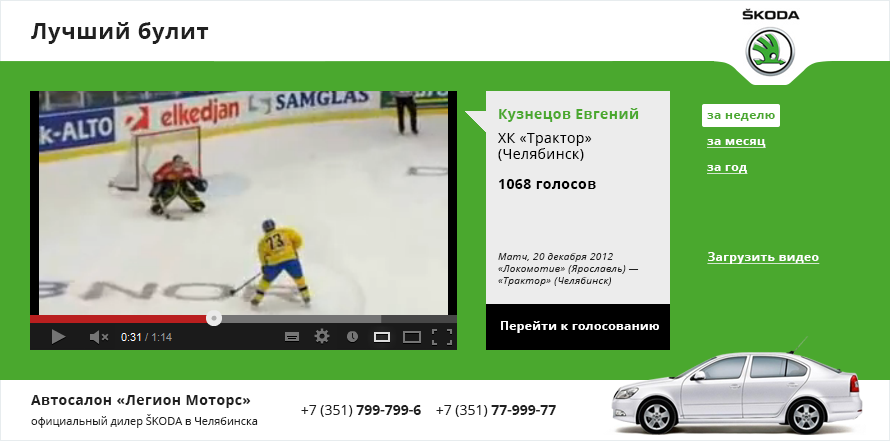 Лучший булит
ŠKODA
k-ALTO
elkedjan
SAMGLAS
73
0:31 / 1:14
Кузнецов Евгений
ХК «Трактор»
(Челябинск)
1068 голосов
Матч, 20 декабря 2012
«Локомотив» (Ярославль) —
«Трактор» (Челябинск)
Перейти к голосованию
за неделю
за месяц
за год
Загрузить видео
Автосалон «Легион Моторс»
официальный дилер ŠKODA в Челябинска
+7 (351) 799-799-6 +7 (351) 77-999-77